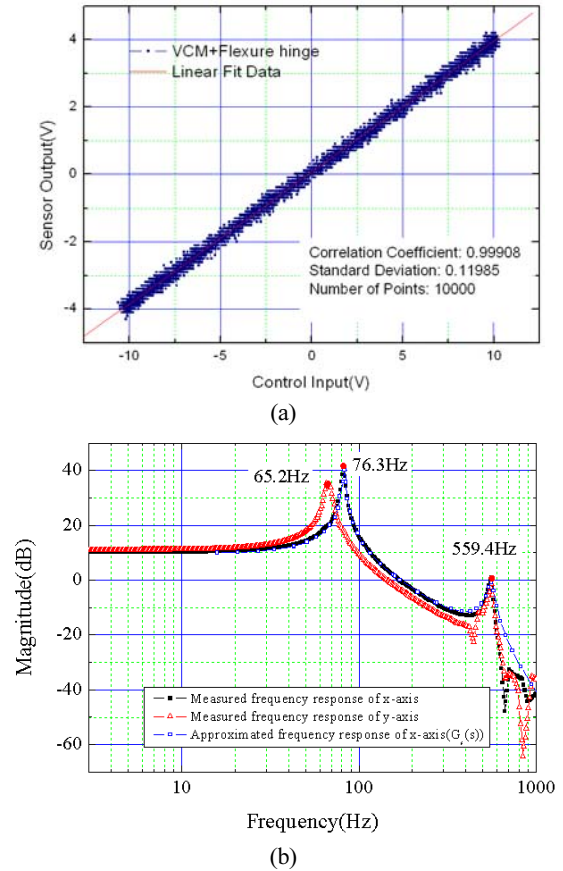 4
2
0
-2
-4
Sensor Output(V)
VCM+Flexure hinge
Linear Fit Data
Correlation Coefficient: 0.99908
Standard Deviation: 0.11985
Number of Points: 10000
-10 -5 0 5 10
Control Input(V)
(a)
40
20
0
-20
-40
-60
Magnitude(dB)
65.2Hz
76.3Hz
559.4Hz
Measured frequency response of x-axis
Measured frequency response of y-axis
Approximated frequency response of x-axis(G (s))
10 100 1000
Frequency(Hz)
(b)